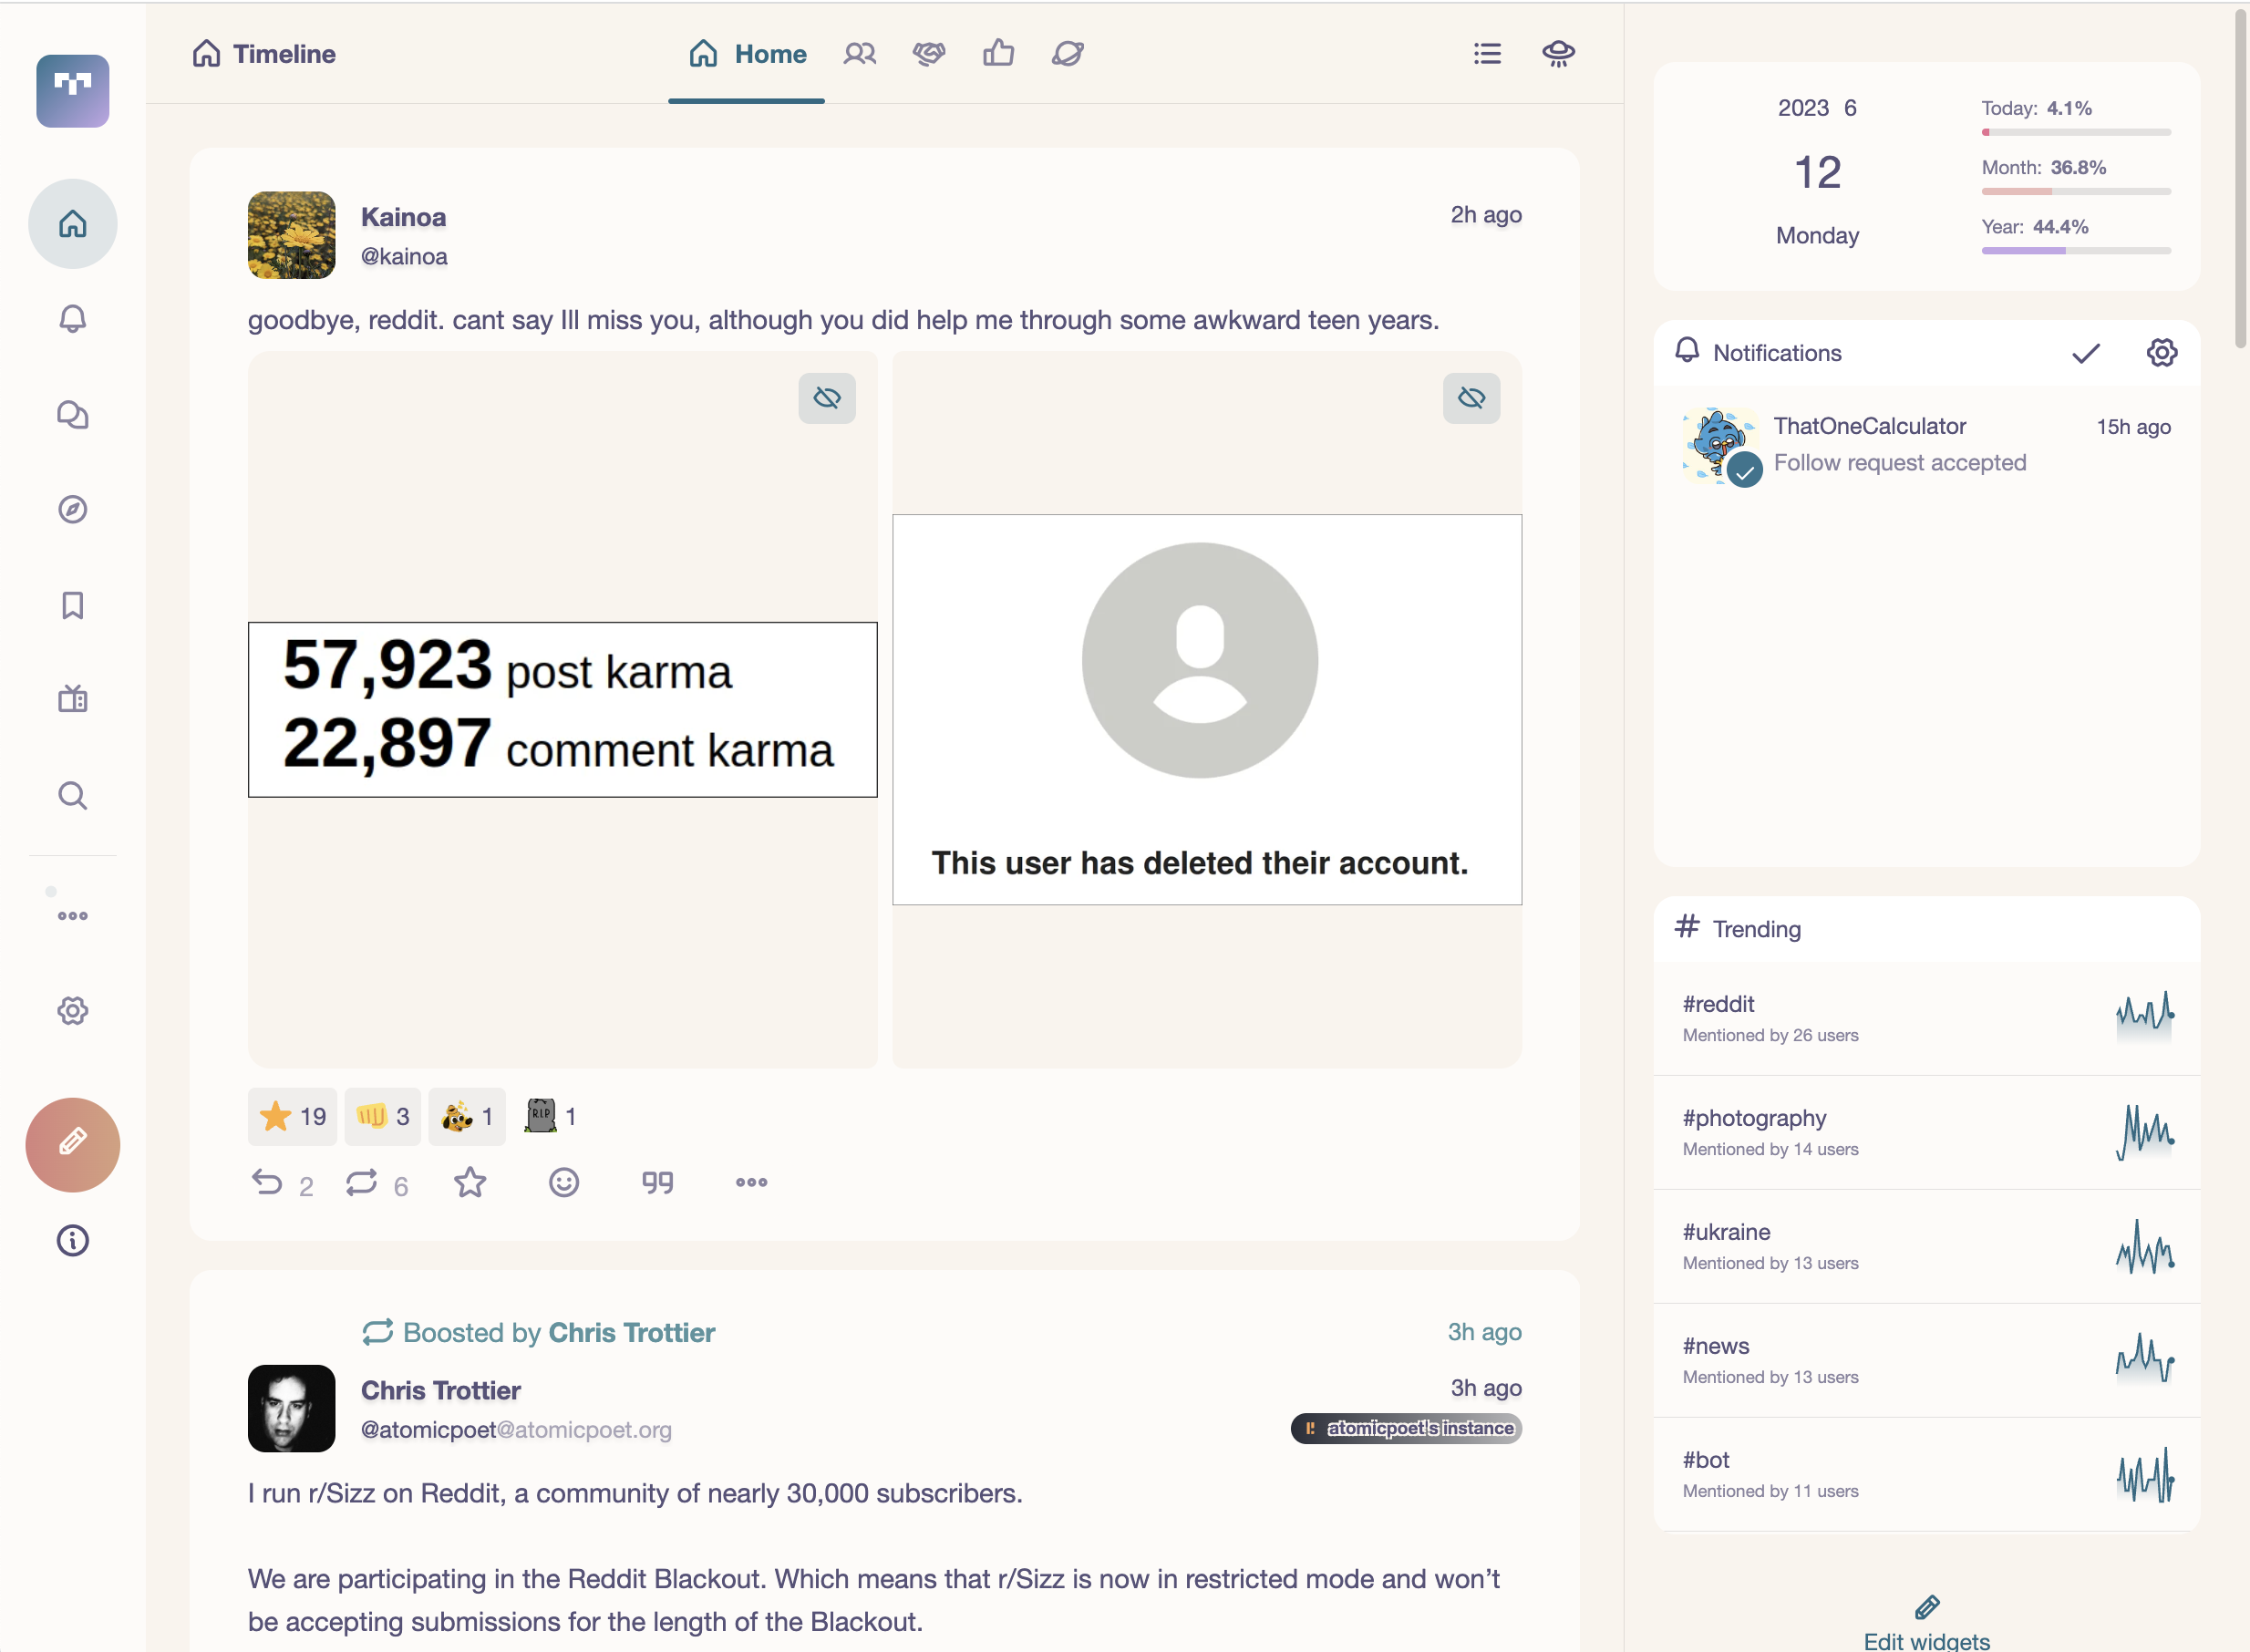 Timeline
Home
Kainoa
2h ago
@kainoa
goodbye, reddit. cant say Ill miss you, although you did help me through some awkward teen years.
57,923 post karma
22,897 comment karma
This user has deleted their account.
19
3
1
R.I.P
1
2
6
Boosted by Chris Trottier
3h ago
Chris Trottier
3h ago
@atomicpoet@atomicpoet.org
atomicpoet's instance
I run r/Sizz on Reddit, a community of nearly 30,000 subscribers.
We are participating in the Reddit Blackout. Which means that r/Sizz is now in restricted mode and won’t
be accepting submissions for the length of the Blackout.
2023 6
12
Monday
Today: 4.1%
Month: 36.8%
Year: 44.4%
Notifications
ThatOneCalculator
15h ago
Follow request accepted
# Trending
#reddit
Mentioned by 26 users
#photography
Mentioned by 14 users
#ukraine
Mentioned by 13 users
#news
Mentioned by 13 users
#bot
Mentioned by 11 users
Edit widgets